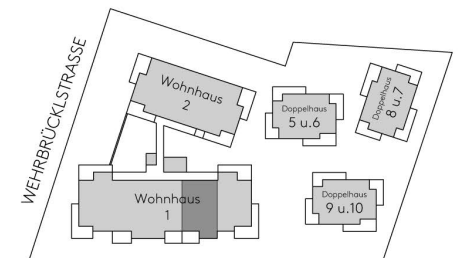 WEHRBRÜCKLSTRASSE
Wohnhaus
2
Doppelhaus
5 u.6
Doppelhaus
8 u.7
Wohnhaus
1
Doppelhaus
9 u.10